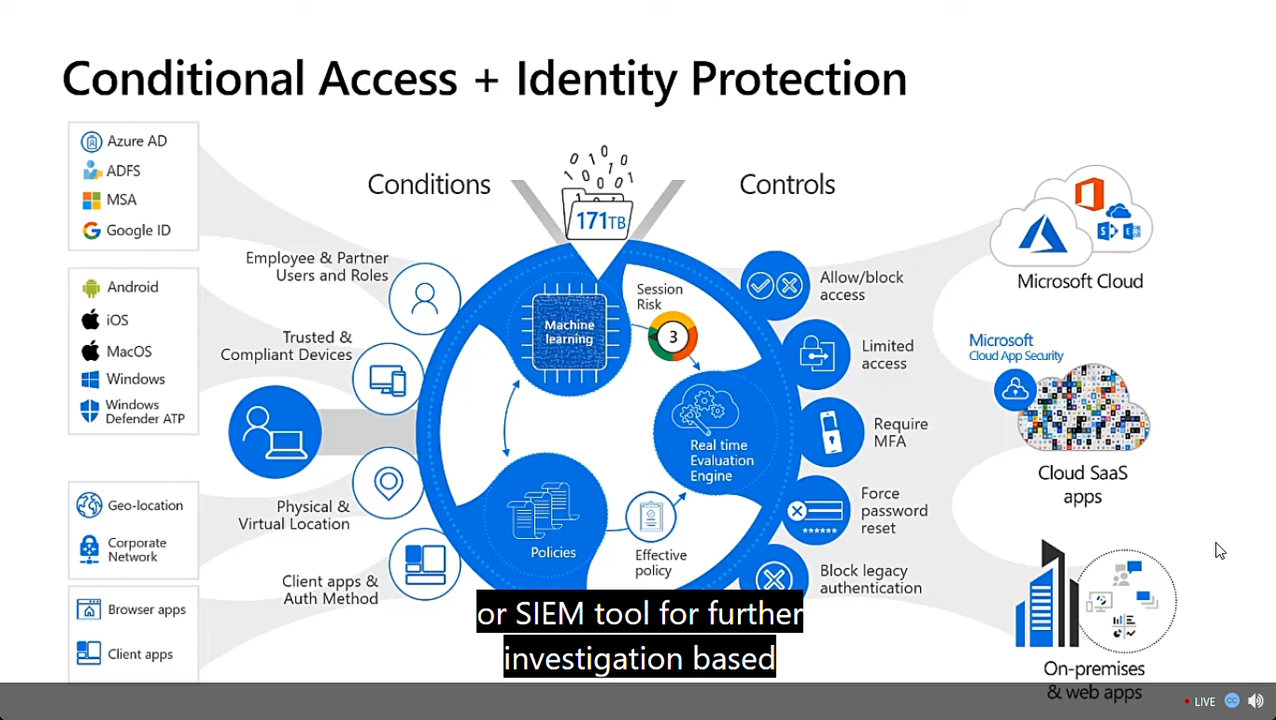 Conditional Access + Identity Protection
Azure AD
ADFS
MSA
Google ID
Android
iOS
MacOS
Windows
Windows
Defender ATP
Geo-location
Corporate
Network
Browser apps
Client apps
Conditions
Employee & Partner
Users and Roles
Trusted &
Compliant Devices
Physical &
Virtual Location
Client apps &
Auth Method
171TB
Machine
learning
Session
Risk
3
Real time
Evaluation
Engine
Policies
Effective
policy
Controls
Allow/block
access
Limited
access
Require
MFA
Force
password
reset
Block legacy
authentication
Microsoft Cloud
Microsoft
Cloud App Security
Cloud SaaS
apps
On-premises
& web apps
or SIEM tool for further
investigation based
LIVE
CC